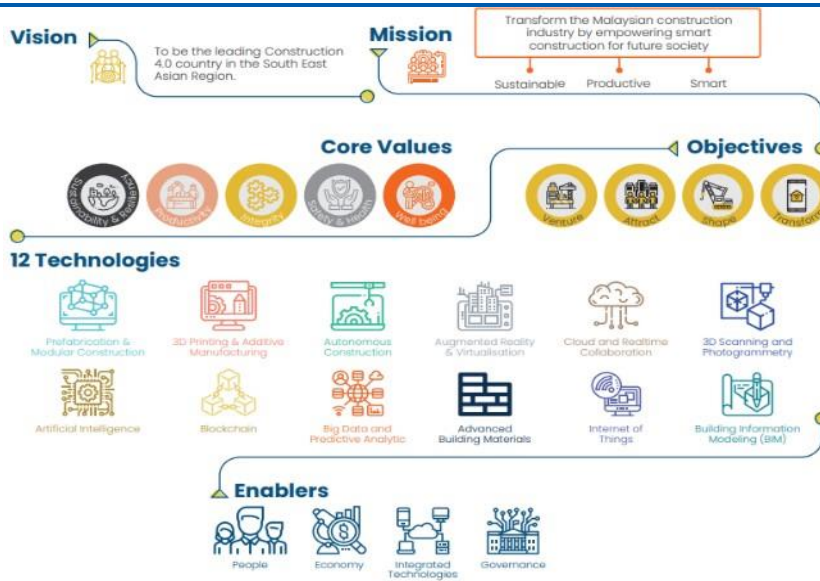 Vision
To be the leading Construction
4.0 country in the South East
Asian Region.
Mission
Transform the Malaysian construction
industry by empowering smart
construction for future society
Sustainable Productive Smart
Core Values
Sustainability & Resiliency
Productivity
Integrity
Safety & Health
Well being
Objectives
Venture
Attract
Shape
Transform
12 Technologies
Prefabrication &
Modular Construction
3D Printing & Additive
Manufacturing
Autonomous
Construction
Augmented Reality
& Virtualisation
Cloud and Realtime
Collaboration
3D Scanning and
Photogrammetry
Artificial Intelligence
Blockchain
Big Data and
Predictive Analytic
Advanced
Building Materials
Internet of
Things
Building Information
Modeling (BIM)
Enablers
People
Economy
Integrated
Technologies
Governance